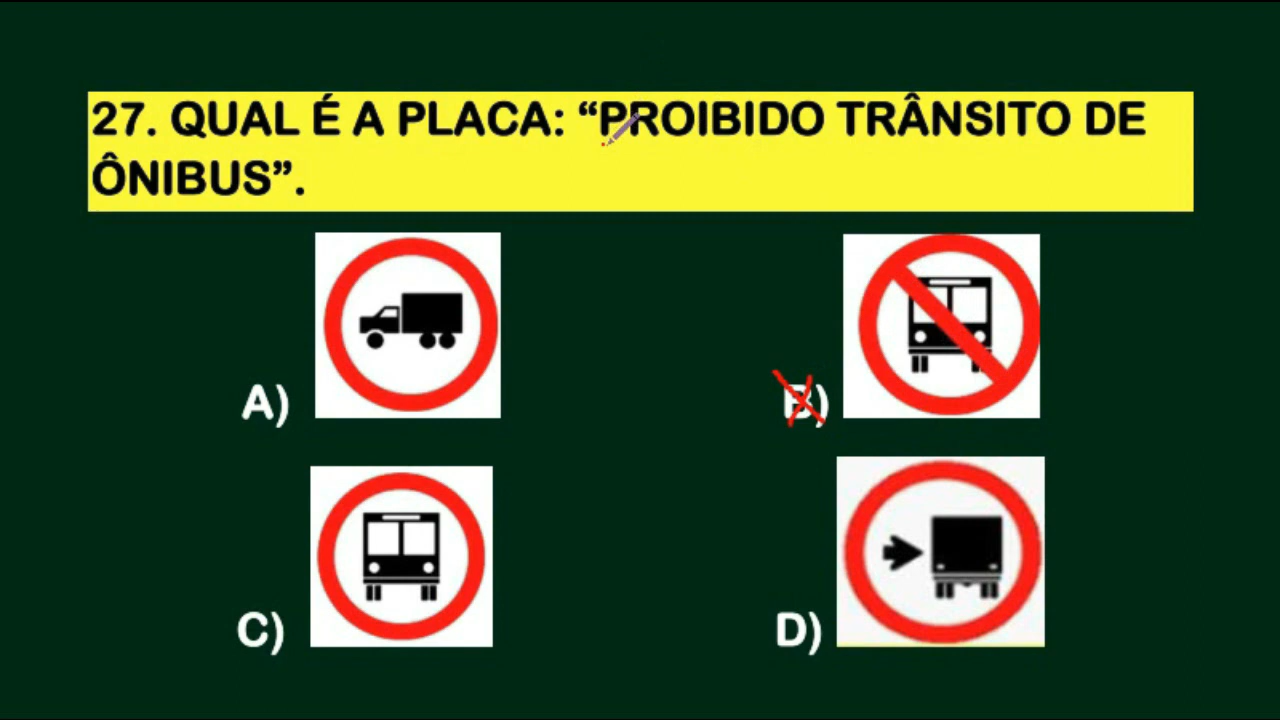 27. QUAL É A PLACA: “PROIBIDO TRÂNSITO DE
ÔNIBUS”.
A)
B)
C)
D)